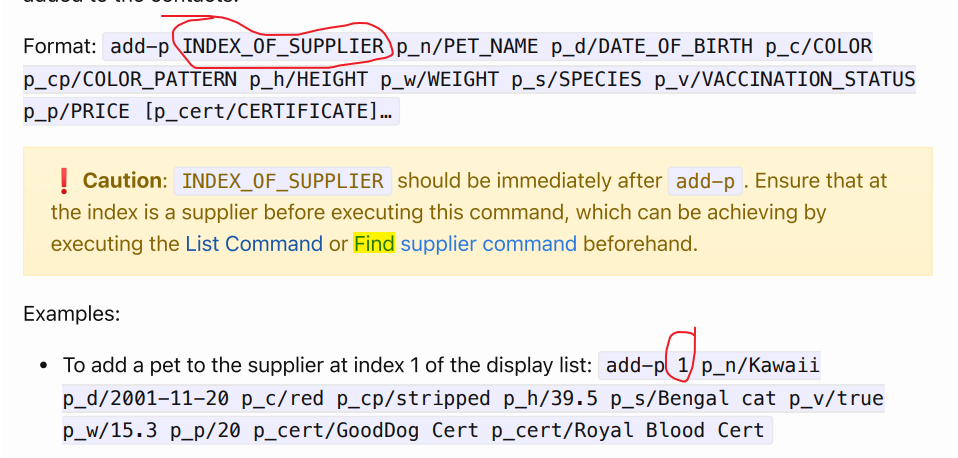 added to the contacts.
Format: add-p INDEX_OF_SUPPLIER p_n/PET_NAME p_d/DATE_OF_BIRTH p_c/COLOR
p_cp/COLOR_PATTERN p_h/HEIGHT p_w/WEIGHT p_s/SPECIES p_v/VACCINATION_STATUS
p_p/PRICE [p_cert/CERTIFICATE]…
❗ Caution: INDEX_OF_SUPPLIER should be immediately after add-p. Ensure that at
the index is a supplier before executing this command, which can be achieving by
executing the List Command or Find supplier command beforehand.
Examples:
• To add a pet to the supplier at index 1 of the display list: add-p 1 p_n/Kawaii
p_d/2001-11-20 p_c/red p_cp/stripped p_h/39.5 p_s/Bengal cat p_v/true
p_w/15.3 p_p/20 p_cert/GoodDog Cert p_cert/Royal Blood Cert